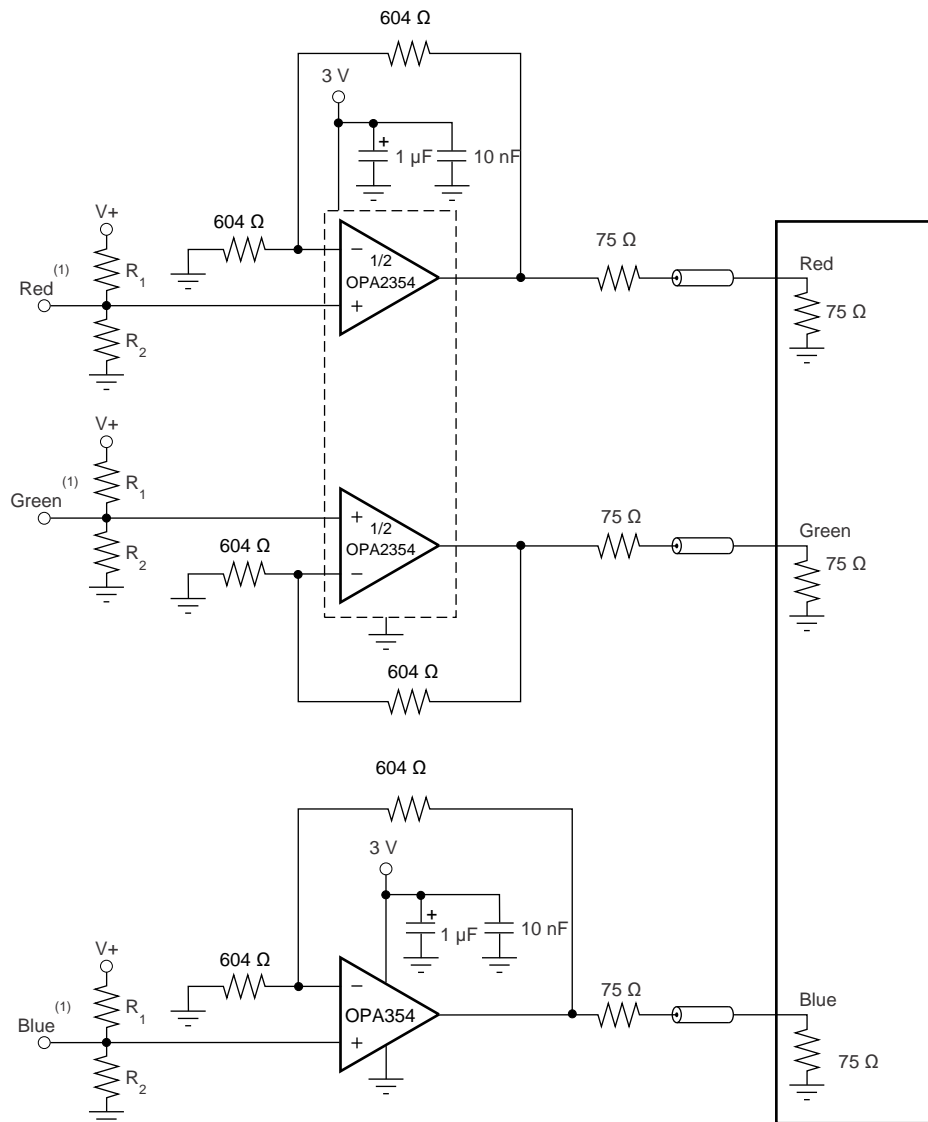 604 Ω
3 V
+
1 µF
10 nF
604 Ω
V+
R1
Red (1)
R2
−
1/2
OPA2354
+
75 Ω
Red
75 Ω
V+
R1
Green (1)
R2
+
1/2
OPA2354
−
604 Ω
75 Ω
Green
75 Ω
604 Ω
604 Ω
3 V
+
1 µF
10 nF
604 Ω
V+
R1
Blue (1)
R2
−
OPA354
+
75 Ω
Blue
75 Ω